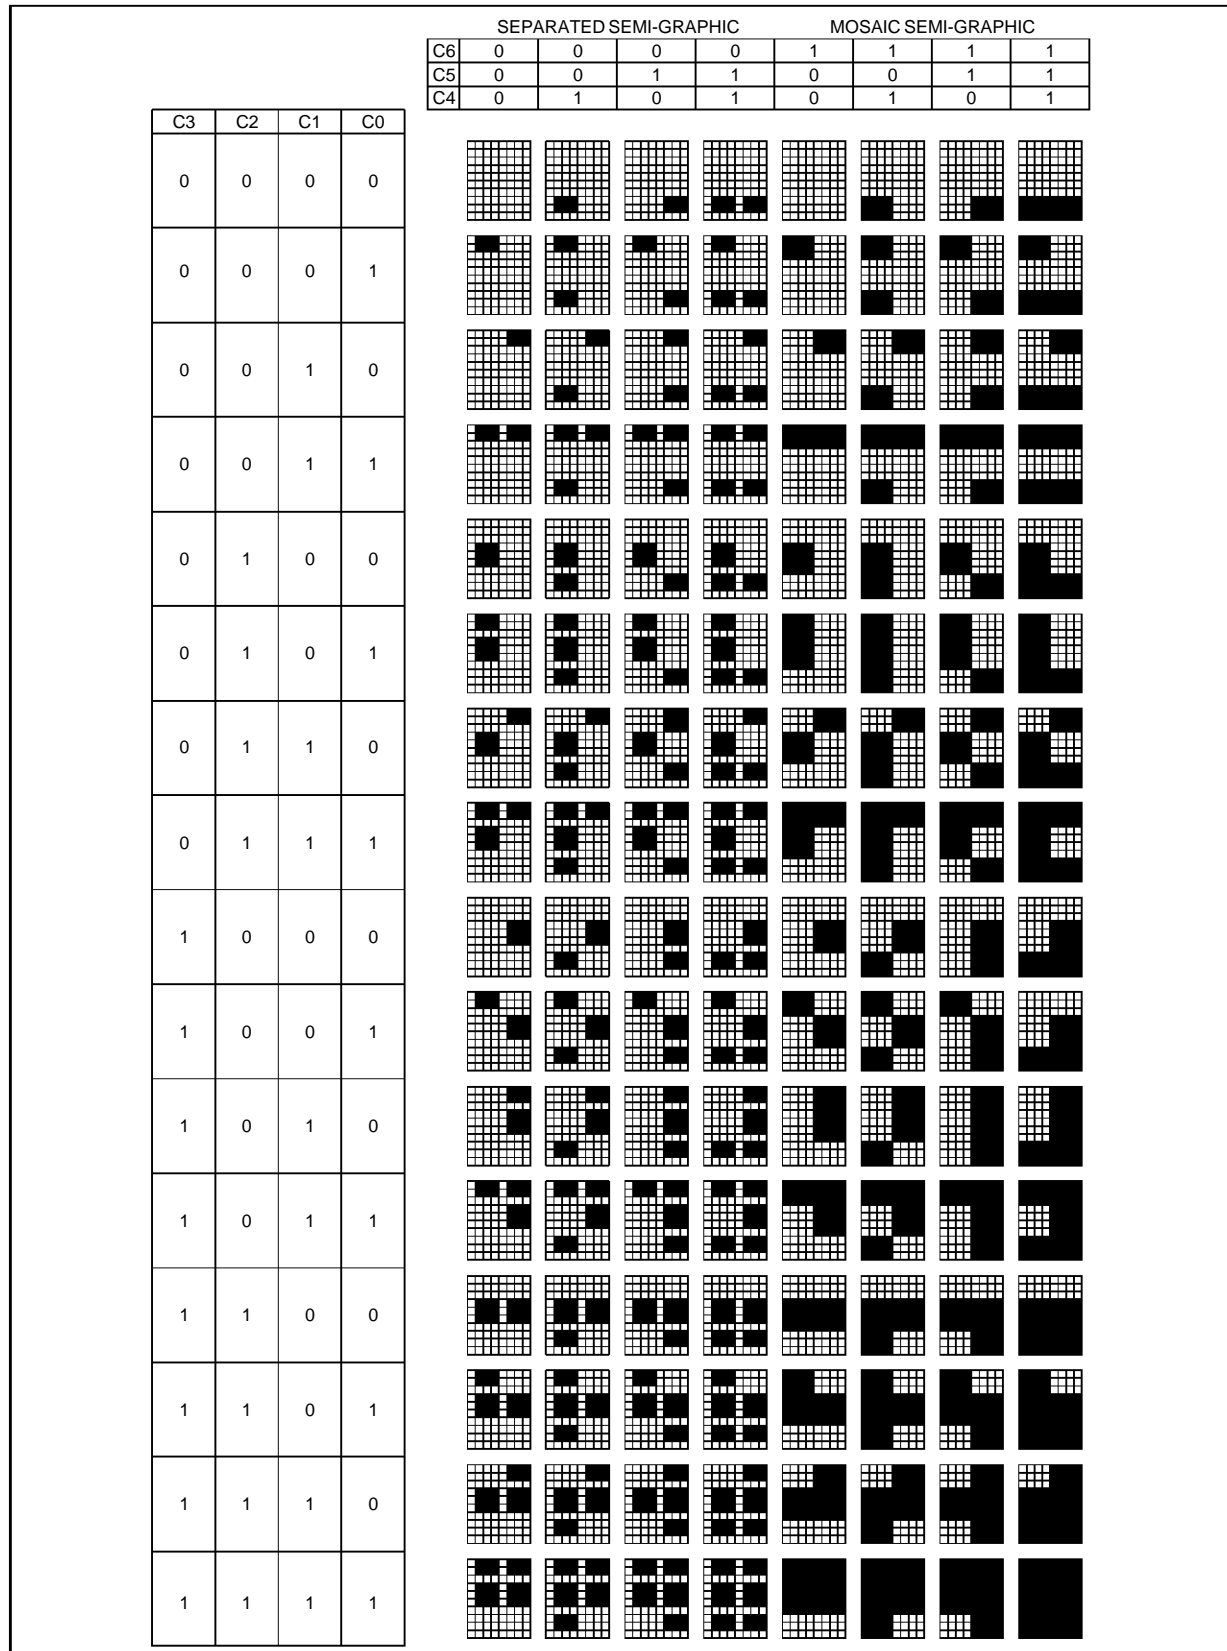 SEPARATED SEMI-GRAPHIC MOSAIC SEMI-GRAPHIC
C6 0 0 0 0 1 1 1 1
C5 0 0 1 1 0 0 1 1
C4 0 1 0 1 0 1 0 1
C3 C2 C1 C0
0 0 0 0
0 0 0 1
0 0 1 0
0 0 1 1
0 1 0 0
0 1 0 1
0 1 1 0
0 1 1 1
1 0 0 0
1 0 0 1
1 0 1 0
1 0 1 1
1 1 0 0
1 1 0 1
1 1 1 0
1 1 1 1